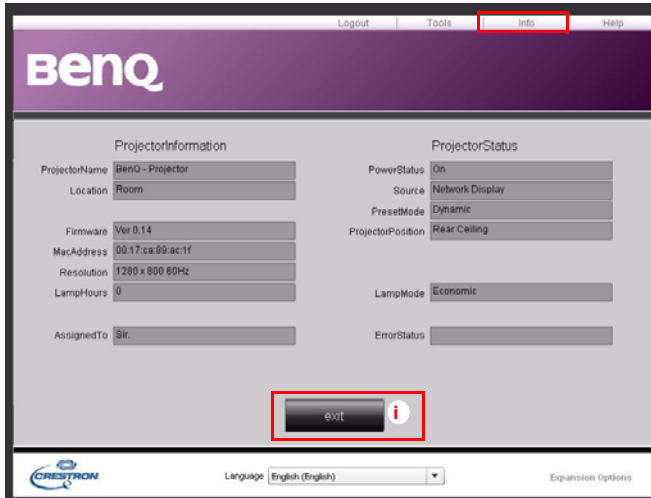 Logout Tools Info Help
BenQ
ProjectorInformation
ProjectorName BenQ - Projector
Location Room
Firmware Ver 0.14
MacAddress 00:17:ca:89:ac:1f
Resolution 1280 x 800 60Hz
LampHours 0
AssignedTo Sir.
ProjectorStatus
PowerStatus On
Source Network Display
PresetMode Dynamic
ProjectorPosition Rear Ceiling
LampMode Economic
ErrorStatus
exit i
CRESTRON Language English (English) Expansion Options